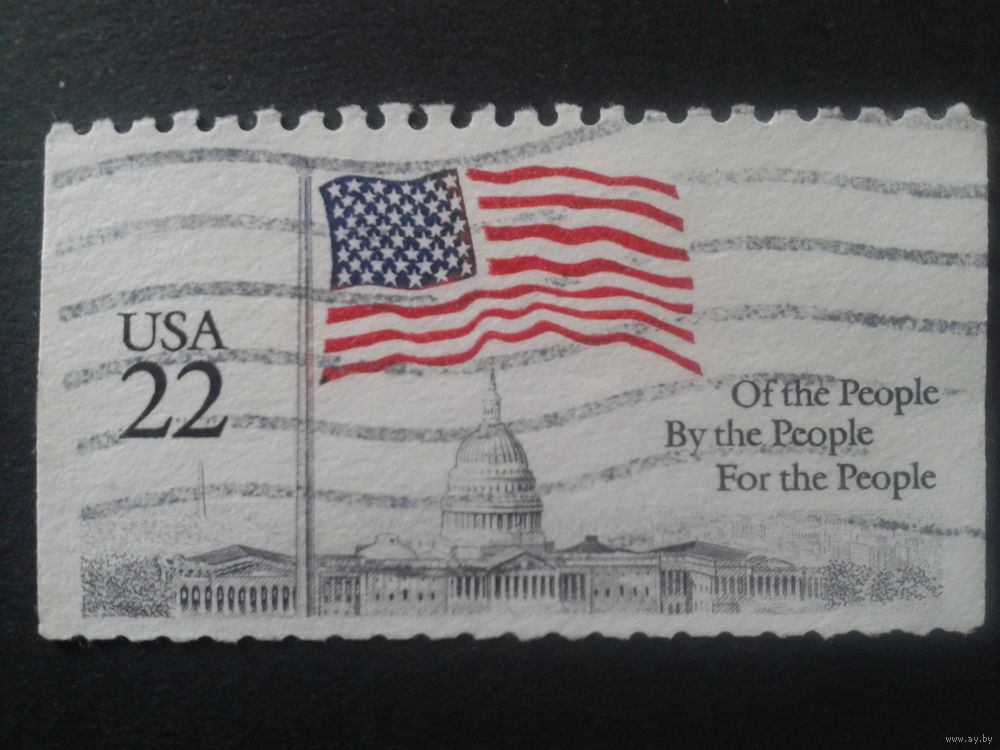 USA
22
Of the People
By the People
For the People
www.ay.by